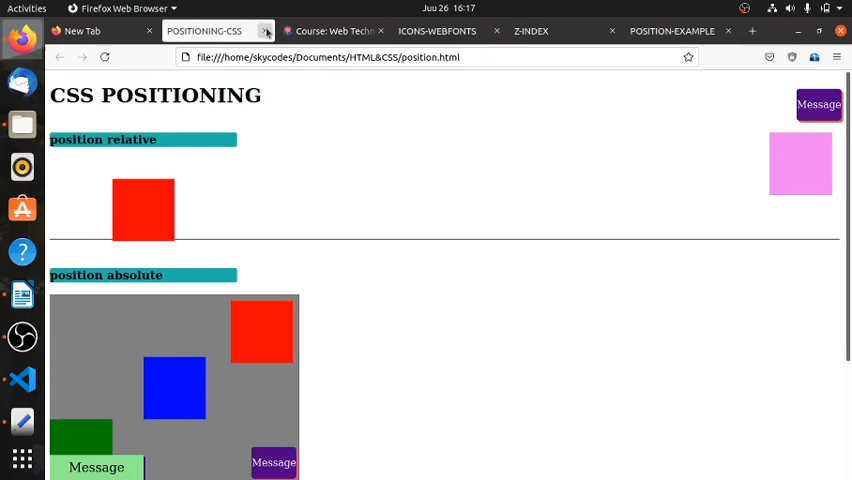 Activities Firefox Web Browser Juu 26 16:17
New Tab POSITIONING-CSS Course: Web Techn ICONS-WEBFONTS Z-INDEX POSITION-EXAMPLE
file:///home/skycodes/Documents/HTML&CSS/position.html
CSS POSITIONING
Message
position relative
position absolute
Message
Message